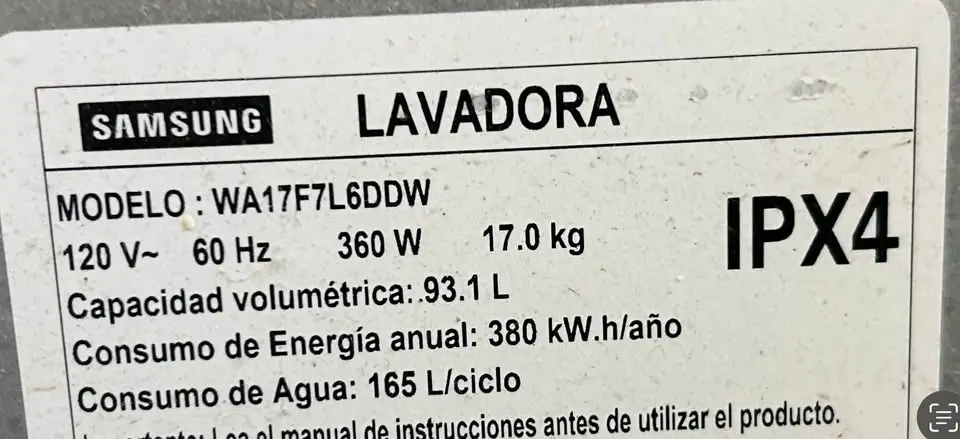 SAMSUNG LAVADORA
MODELO : WA17F7L6DDW
120 V~ 60 Hz 360 W 17.0 kg
IPX4
Capacidad volumétrica: 93.1 L
Consumo de Energía anual: 380 kW.h/año
Consumo de Agua: 165 L/ciclo
el manual de instrucciones antes de utilizar el producto.